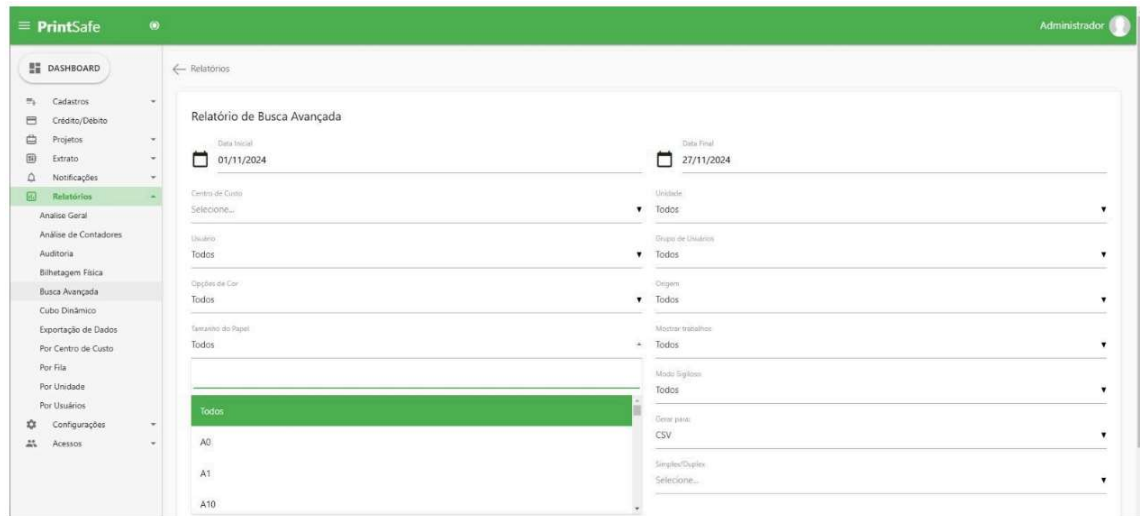 PrintSafe
Administrador
DASHBOARD
Cadastros
Crédito/Débito
Projetos
Extrato
Notificações
Relatórios
Analise Geral
Análise de Contadores
Auditoria
Bilhetagem Física
Busca Avançada
Cubo Dinâmico
Exportação de Dados
Por Centro de Custo
Por Fila
Por Unidade
Por Usuários
Configurações
Acessos
Relatórios
Relatório de Busca Avançada
Data Inicial
01/11/2024
Data Final
27/11/2024
Centro de Custo
Selecione...
Unidade
Todos
Usuário
Todos
Grupo de Usuários
Todos
Opções de Cor
Todos
Origem
Todos
Tamanho do Papel
Todos
Mostrar trabalhos
Todos
Todos
A0
A1
A10
Modo Sigiloso
Todos
Gerar para:
CSV
Simplex/Duplex
Selecione...